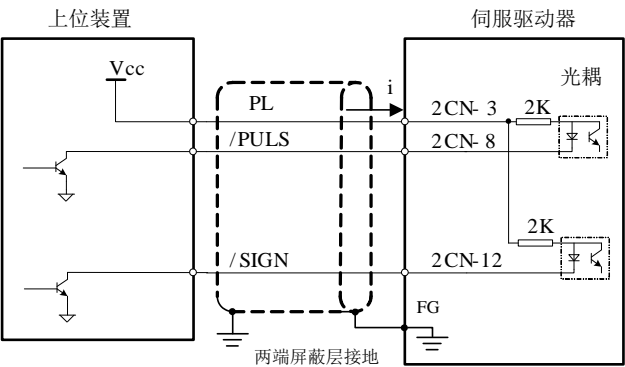 上位装置
伺服驱动器
Vcc
光耦
i
PL
2CN- 3
2K
/PULS
2CN- 8
2K
/SIGN
2CN-12
FG
两端屏蔽层接地